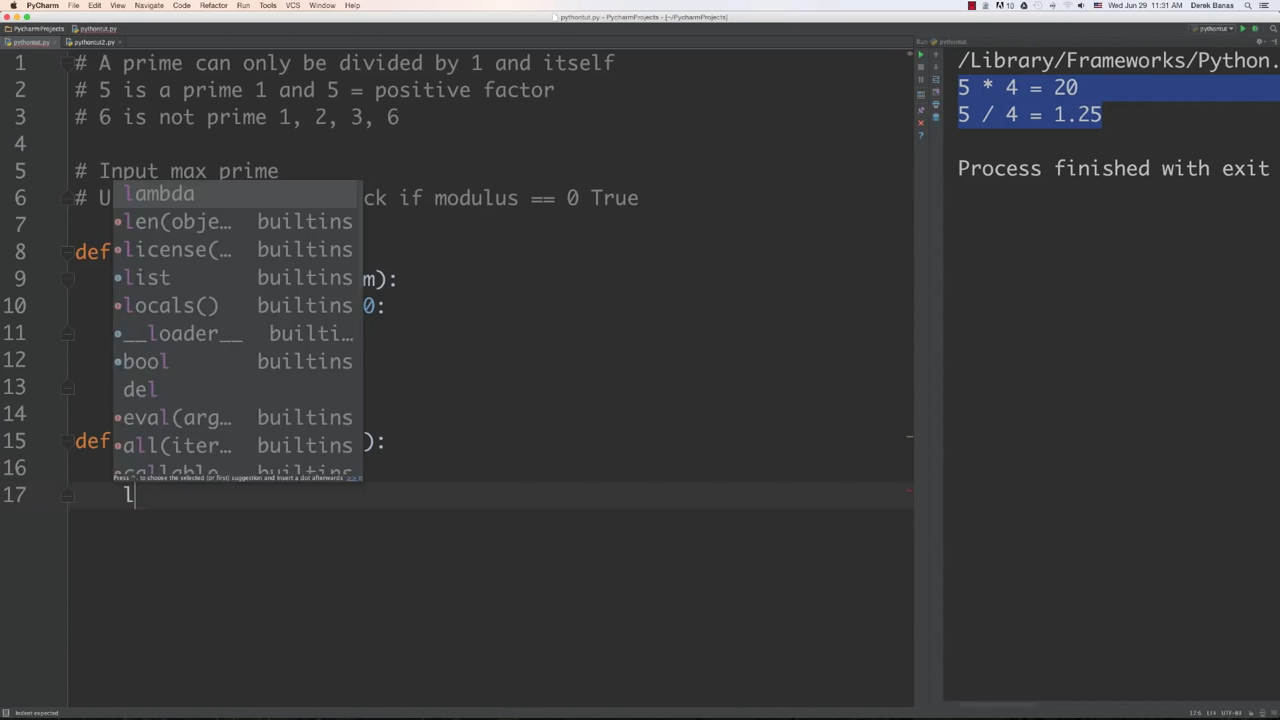 PyCharm File Edit View Navigate Code Refactor Run Tools VCS Window Help
10 Wed Jun 29 11:31 AM Derek Banas
pythontut.py - PycharmProjects - [~/PycharmProjects]
PycharmProjects pythontut.py
pythontut
pythontut.py pythontut2.py
Run pythontut
1 # A prime can only be divided by 1 and itself
2 # 5 is a prime 1 and 5 = positive factor
3 # 6 is not prime 1, 2, 3, 6
4
5 # Input max prime
6 # U ck if modulus == 0 True
7
8 def
9 m):
10 0:
11
12
13
14
15 def ):
16
17 l
lambda
len(obje… builtins
license(… builtins
list builtins
locals() builtins
__loader__ builti…
bool builtins
del
eval(arg… builtins
all(iter… builtins
callable builtins
Press ^. to choose the selected (or first) suggestion and insert a dot afterwards >>
/Library/Frameworks/Python.
5 * 4 = 20
5 / 4 = 1.25
Process finished with exit
Indent expected
17:6 LF÷ UTF-8÷